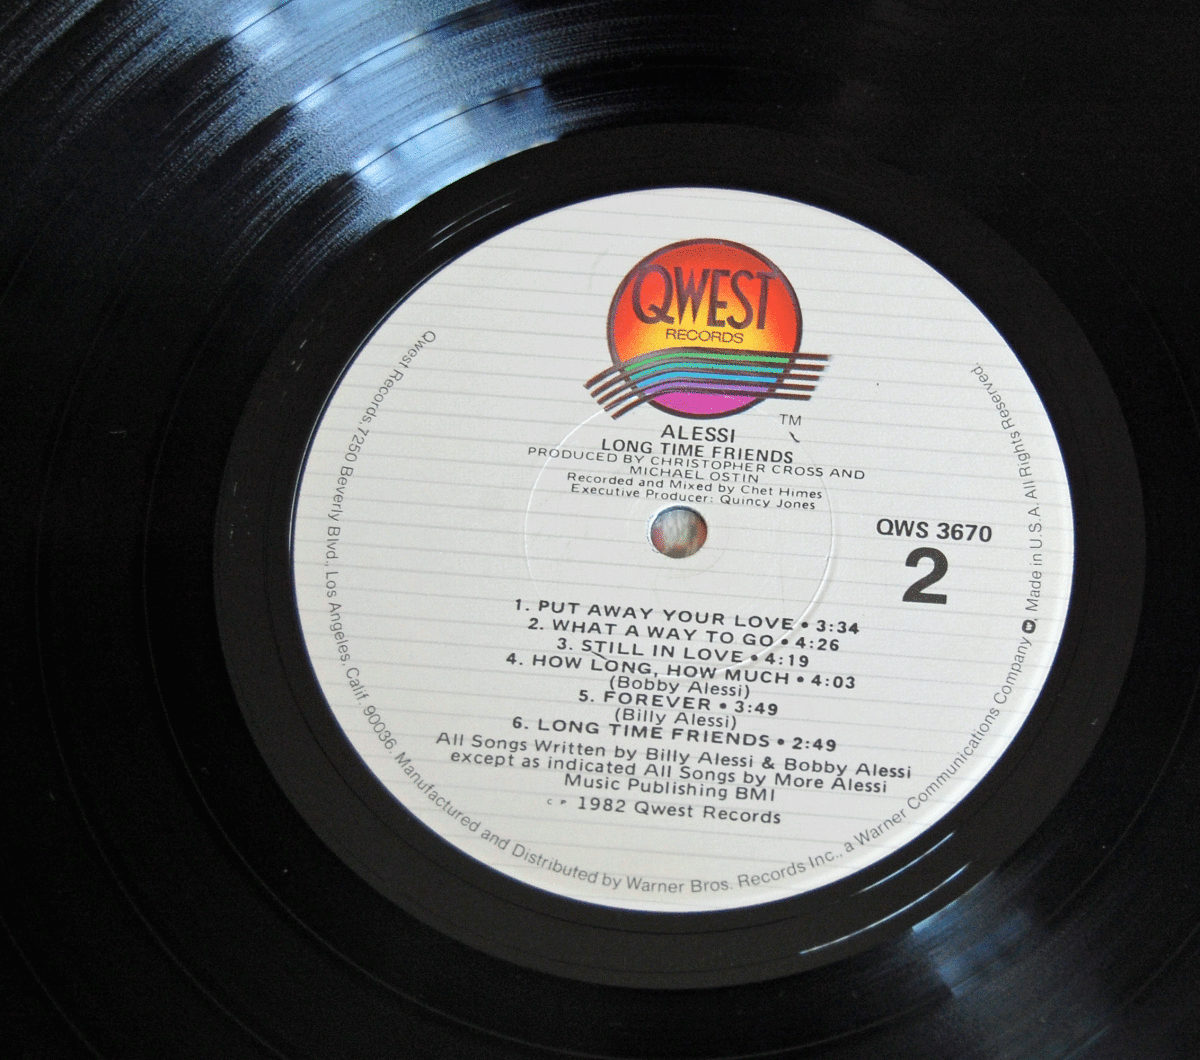 QWEST
RECORDS
TM
ALESSI
LONG TIME FRIENDS
PRODUCED BY CHRISTOPHER CROSS AND
MICHAEL OSTIN
Recorded and Mixed by Chet Himes
Executive Producer: Quincy Jones
QWS 3670
2
1. PUT AWAY YOUR LOVE • 3:34
2. WHAT A WAY TO GO • 4:26
3. STILL IN LOVE • 4:19
4. HOW LONG, HOW MUCH • 4:03
(Bobby Alessi)
5. FOREVER • 3:49
(Billy Alessi)
6. LONG TIME FRIENDS • 2:49
All Songs Written by Billy Alessi & Bobby Alessi
except as indicated All Songs by More Alessi
Music Publishing BMI
© ℗ 1982 Qwest Records
Qwest Records, 7250 Beverly Blvd., Los Angeles, Calif. 90036. Manufactured and Distributed by Warner Bros. Records Inc., a Warner Communications Company. Made in U.S.A. All Rights Reserved.